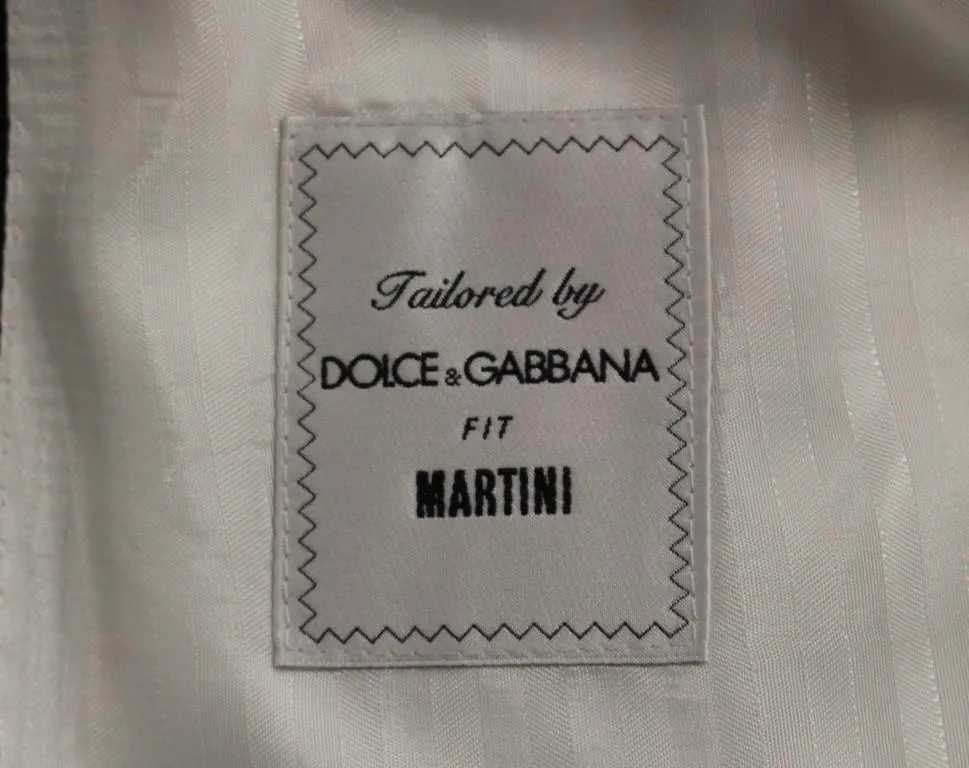 Tailored by
DOLCE & GABBANA
FIT
MARTINI